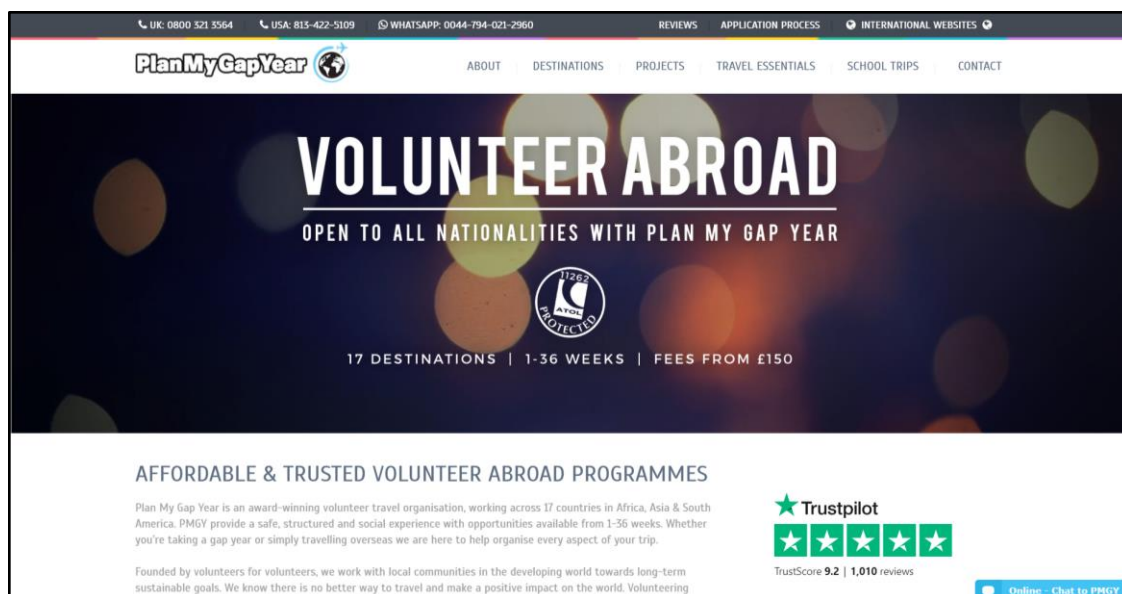 UK: 0800 321 3564 USA: 813-422-5109 WHATSAPP: 0044-794-021-2960 REVIEWS APPLICATION PROCESS INTERNATIONAL WEBSITES
PlanMyGapYear ABOUT DESTINATIONS PROJECTS TRAVEL ESSENTIALS SCHOOL TRIPS CONTACT
VOLUNTEER ABROAD
OPEN TO ALL NATIONALITIES WITH PLAN MY GAP YEAR
11262
ATOL
PROTECTED
17 DESTINATIONS | 1-36 WEEKS | FEES FROM £150
AFFORDABLE & TRUSTED VOLUNTEER ABROAD PROGRAMMES
Plan My Gap Year is an award-winning volunteer travel organisation, working across 17 countries in Africa, Asia & South
America. PMGY provide a safe, structured and social experience with opportunities available from 1-36 weeks. Whether
you're taking a gap year or simply travelling overseas we are here to help organise every aspect of your trip.
Founded by volunteers for volunteers, we work with local communities in the developing world towards long-term
sustainable goals. We know there is no better way to travel and make a positive impact on the world. Volunteering
Trustpilot
TrustScore 9.2 | 1,010 reviews
Online - Chat to PMGY